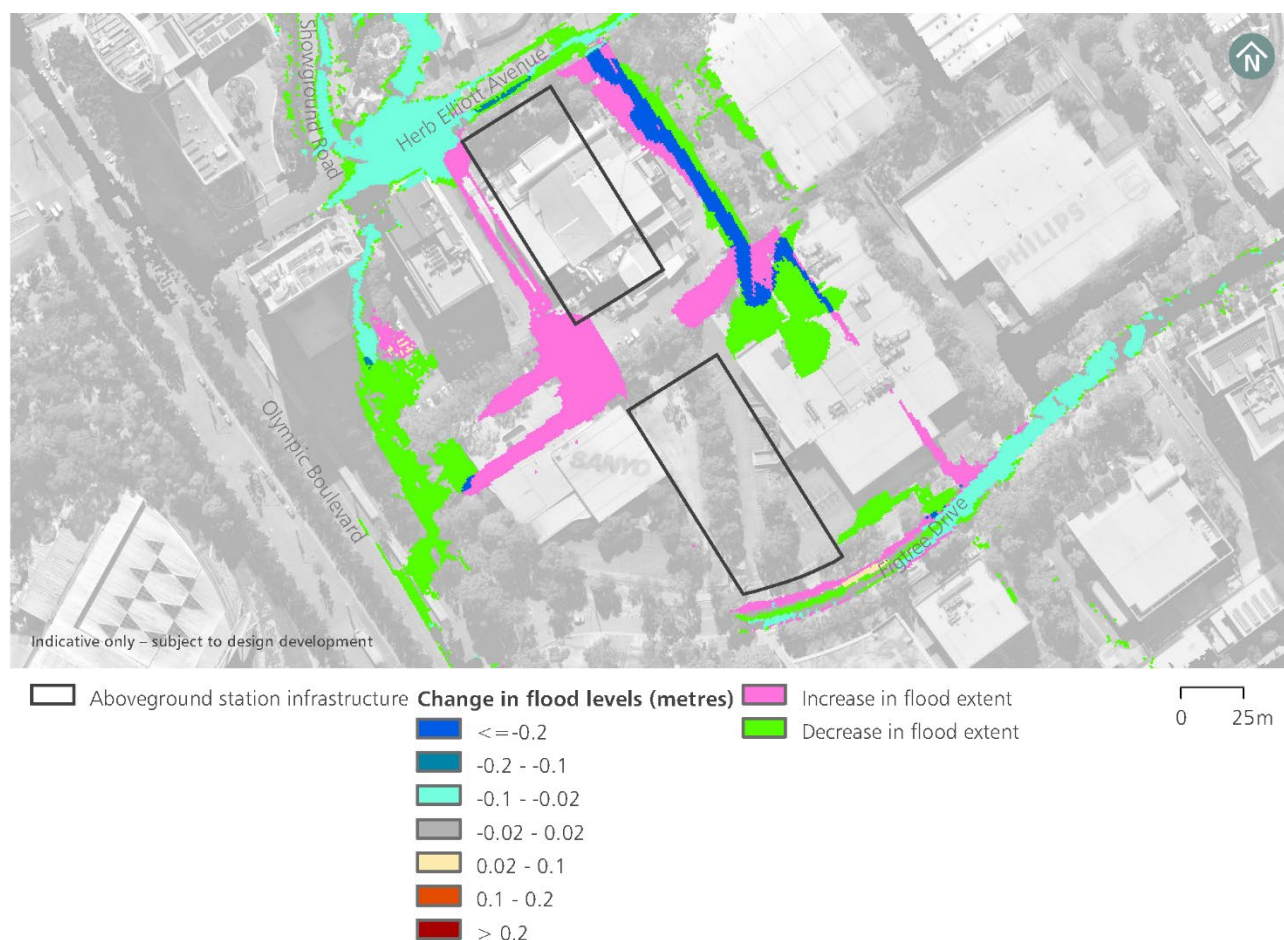 Showground Road
Herb Elliott Avenue
N
PHILIPS
Olympic Boulevard
SANYO
Figtree Drive
Indicative only – subject to design development
Aboveground station infrastructure
Change in flood levels (metres)
<=-0.2
-0.2 - -0.1
-0.1 - -0.02
-0.02 - 0.02
0.02 - 0.1
0.1 - 0.2
> 0.2
Increase in flood extent
Decrease in flood extent
0 25m